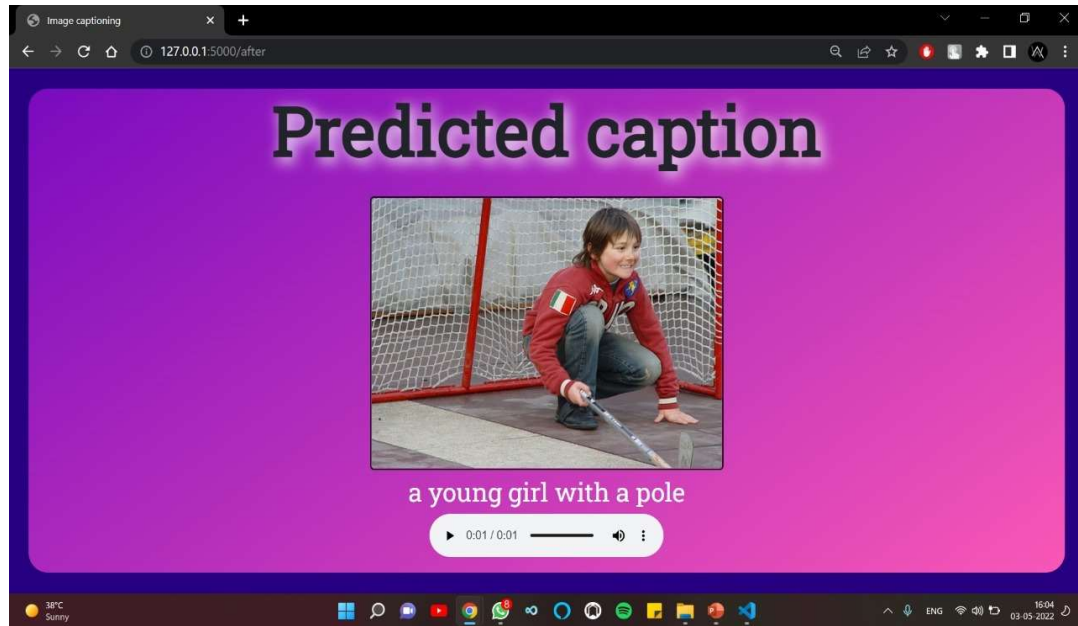 Image captioning
127.0.0.1:5000/after
Predicted caption
a young girl with a pole
0:01 / 0:01
38°C
Sunny
8
ENG
16:04
03-05-2022